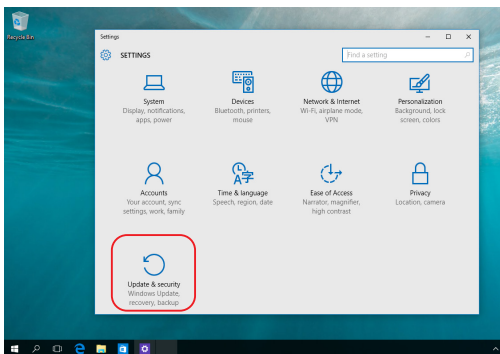 Recycle Bin
Settings
SETTINGS
Find a setting
System
Display, notifications,
apps, power
Devices
Bluetooth, printers,
mouse
Network & Internet
Wi-Fi, airplane mode,
VPN
Personalization
Background, lock
screen, colors
Accounts
Your account, sync
settings, work, family
Time & language
Speech, region, date
Ease of Access
Narrator, magnifier,
high contrast
Privacy
Location, camera
Update & security
Windows Update,
recovery, backup